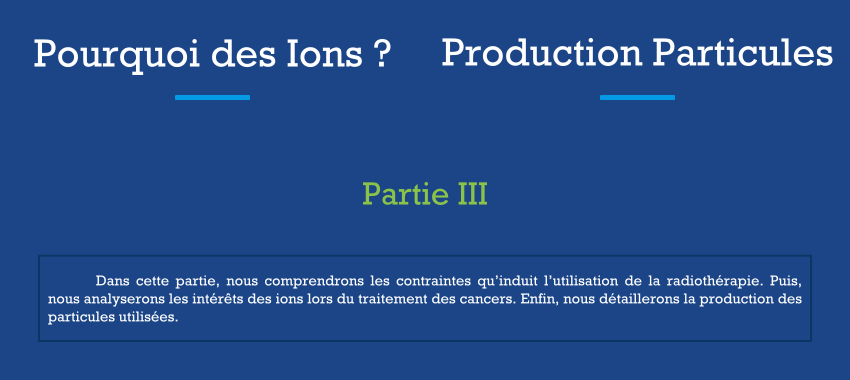 Pourquoi des Ions ?
Production Particules
Partie III
Dans cette partie, nous comprendrons les contraintes qu’induit l’utilisation de la radiothérapie. Puis,
nous analyserons les intérêts des ions lors du traitement des cancers. Enfin, nous détaillerons la production des
particules utilisées.